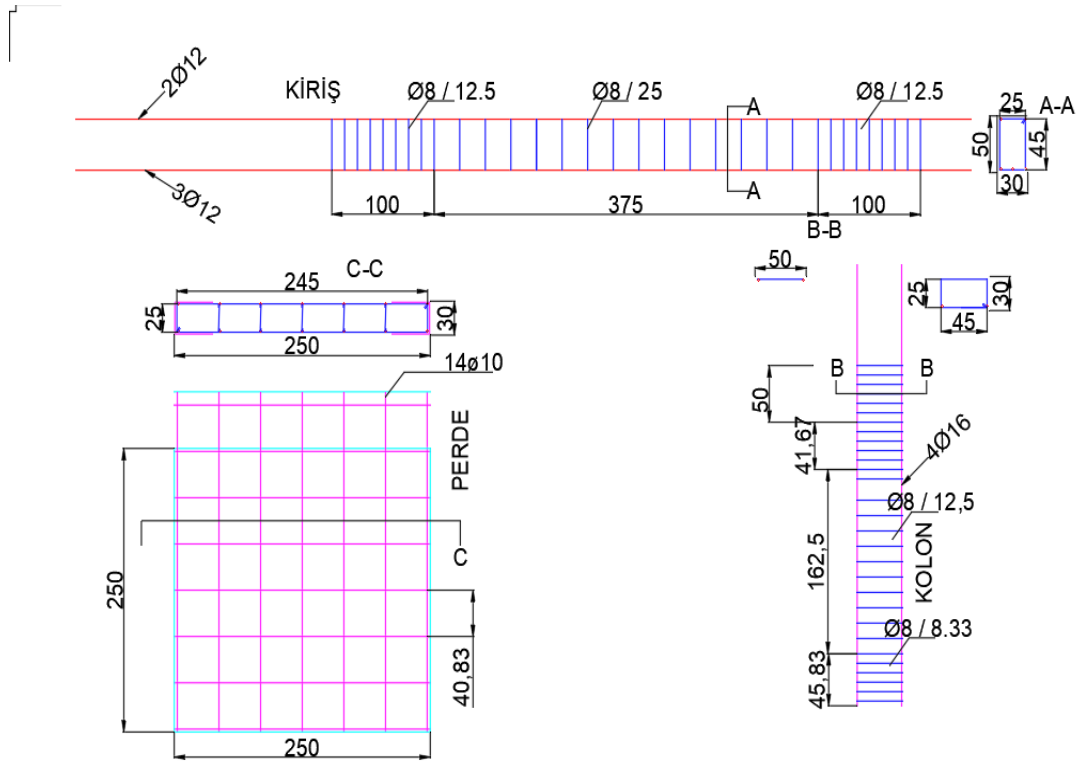 2Ø12
KİRİŞ
Ø8 / 12.5
Ø8 / 25
A
Ø8 / 12.5
25
A-A
50
45
3Ø12
A
30
100
375
100
B-B
C-C
50
245
25
30
25
30
45
250
14ø10
B
B
50
PERDE
41,67
4Ø16
Ø8 / 12,5
C
162,5
KOLON
250
Ø8 / 8.33
40,83
45,83
250